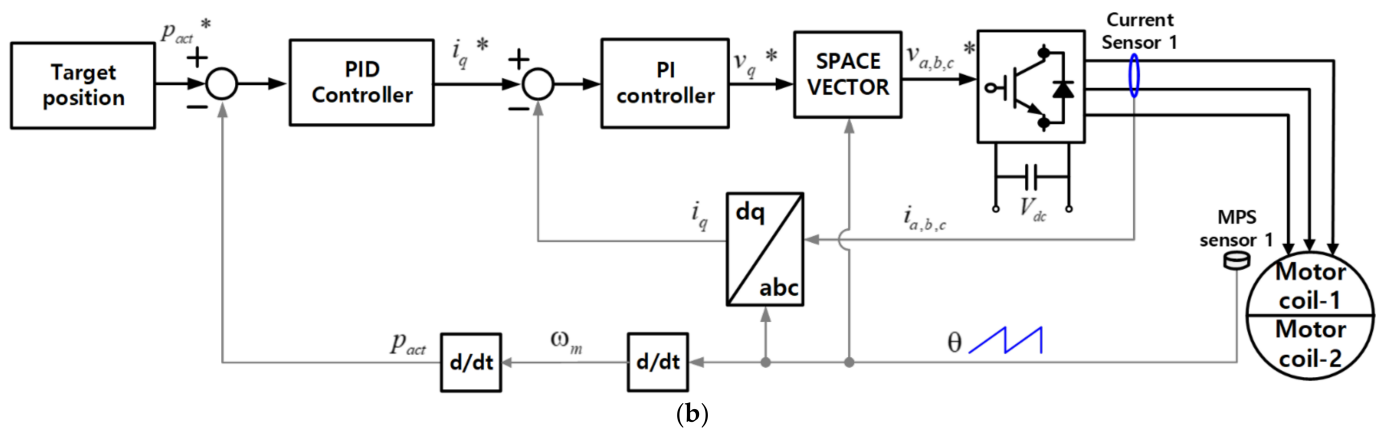 p_act*
Target
position
+
−
PID
Controller
i_q*
+
−
PI
controller
v_q*
SPACE
VECTOR
v_a,b,c*
Current
Sensor 1
V_dc
i_q
dq
abc
i_a,b,c
MPS
sensor 1
Motor
coil-1
Motor
coil-2
p_act
d/dt
ω_m
d/dt
θ
(b)